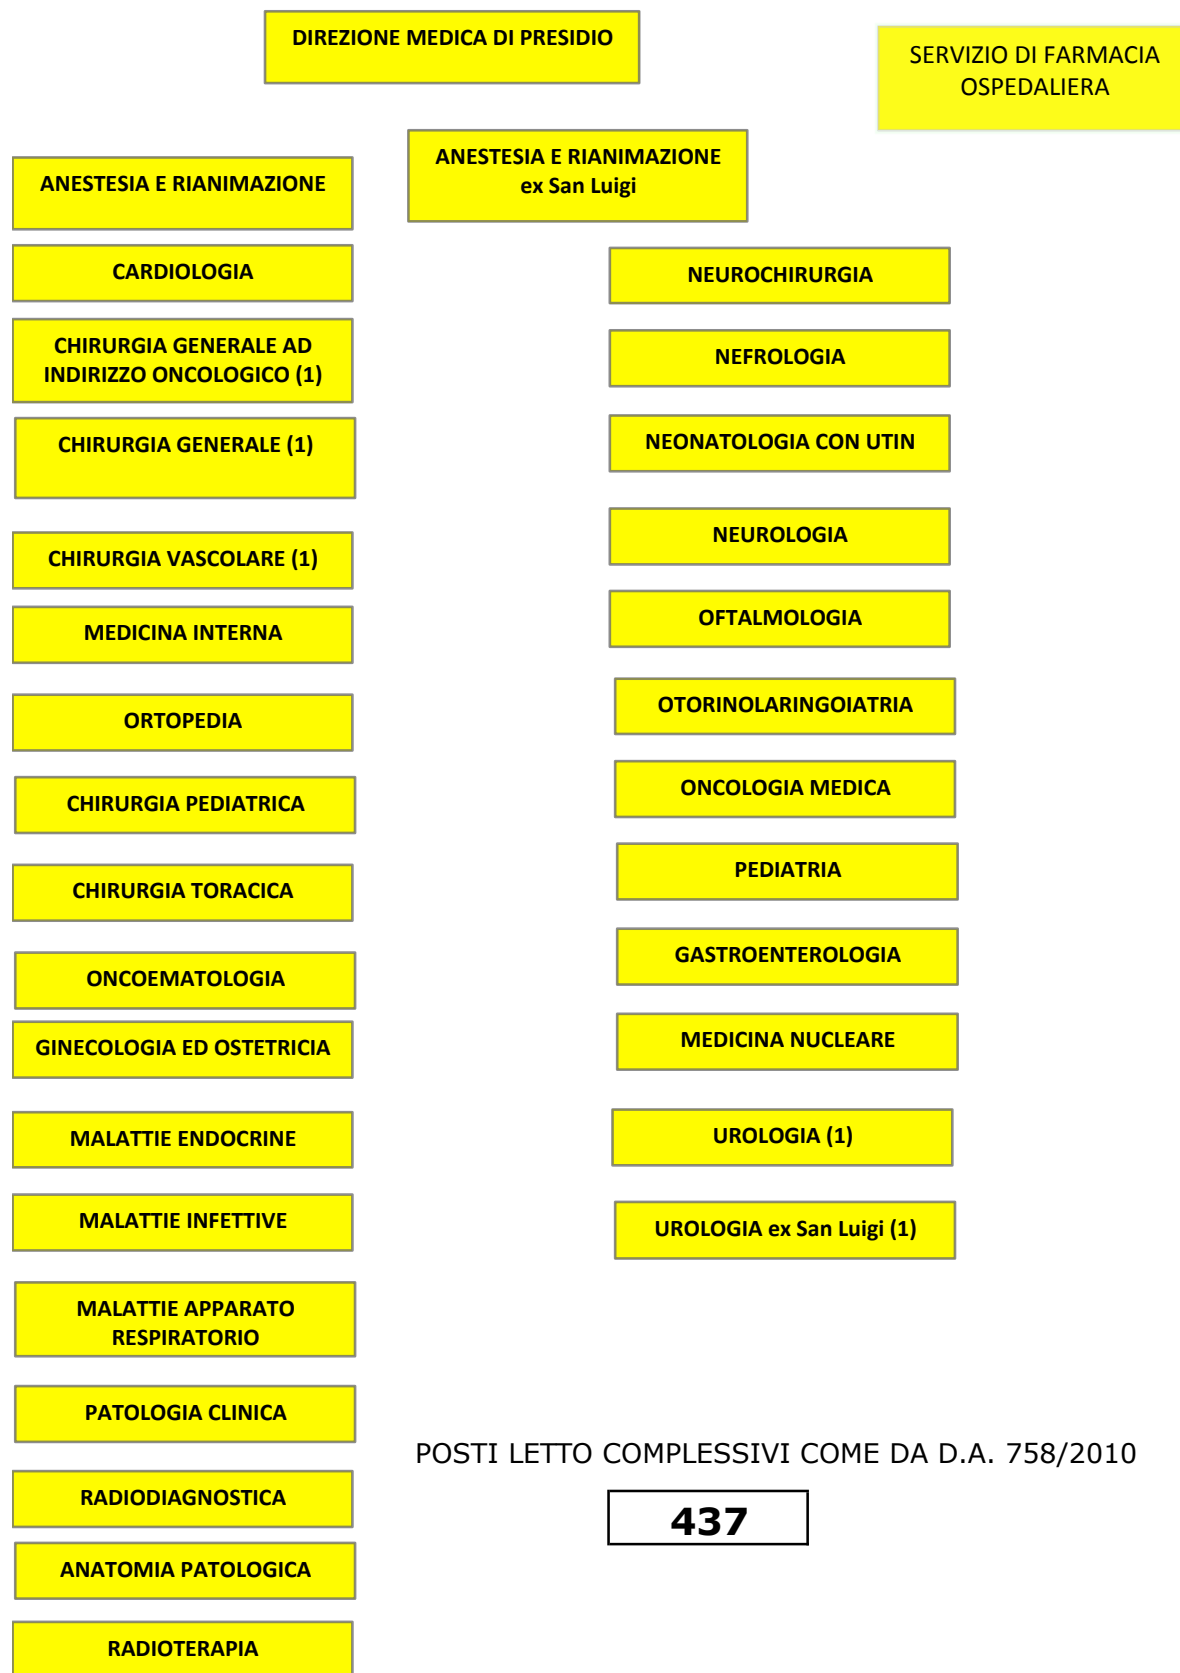 DIREZIONE MEDICA DI PRESIDIO
SERVIZIO DI FARMACIA
OSPEDALIERA
ANESTESIA E RIANIMAZIONE
ex San Luigi
ANESTESIA E RIANIMAZIONE
CARDIOLOGIA
CHIRURGIA GENERALE AD
INDIRIZZO ONCOLOGICO (1)
CHIRURGIA GENERALE (1)
CHIRURGIA VASCOLARE (1)
MEDICINA INTERNA
ORTOPEDIA
CHIRURGIA PEDIATRICA
CHIRURGIA TORACICA
ONCOEMATOLOGIA
GINECOLOGIA ED OSTETRICIA
MALATTIE ENDOCRINE
MALATTIE INFETTIVE
MALATTIE APPARATO
RESPIRATORIO
PATOLOGIA CLINICA
RADIODIAGNOSTICA
ANATOMIA PATOLOGICA
RADIOTERAPIA
NEUROCHIRURGIA
NEFROLOGIA
NEONATOLOGIA CON UTIN
NEUROLOGIA
OFTALMOLOGIA
OTORINOLARINGOIATRIA
ONCOLOGIA MEDICA
PEDIATRIA
GASTROENTEROLOGIA
MEDICINA NUCLEARE
UROLOGIA (1)
UROLOGIA ex San Luigi (1)
POSTI LETTO COMPLESSIVI COME DA D.A. 758/2010
437